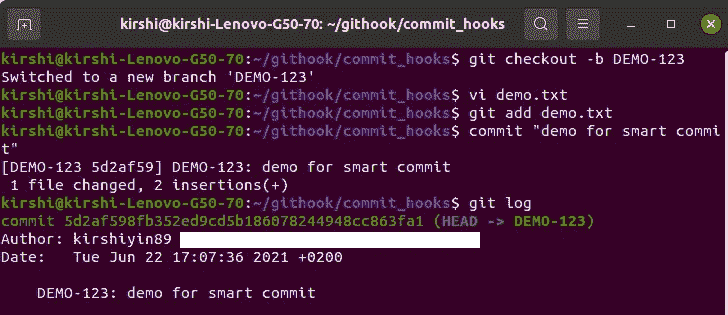 kirshi@kirshi-Lenovo-G50-70: ~/githook/commit_hooks
kirshi@kirshi-Lenovo-G50-70:~/githook/commit_hooks$ git checkout -b DEMO-123
Switched to a new branch 'DEMO-123'
kirshi@kirshi-Lenovo-G50-70:~/githook/commit_hooks$ vi demo.txt
kirshi@kirshi-Lenovo-G50-70:~/githook/commit_hooks$ git add demo.txt
kirshi@kirshi-Lenovo-G50-70:~/githook/commit_hooks$ commit "demo for smart commi
t"
[DEMO-123 5d2af59] DEMO-123: demo for smart commit
 1 file changed, 2 insertions(+)
kirshi@kirshi-Lenovo-G50-70:~/githook/commit_hooks$ git log
commit 5d2af598fb352ed9cd5b186078244948cc863fa1 (HEAD -> DEMO-123)
Author: kirshiyin89
Date:   Tue Jun 22 17:07:36 2021 +0200
    DEMO-123: demo for smart commit